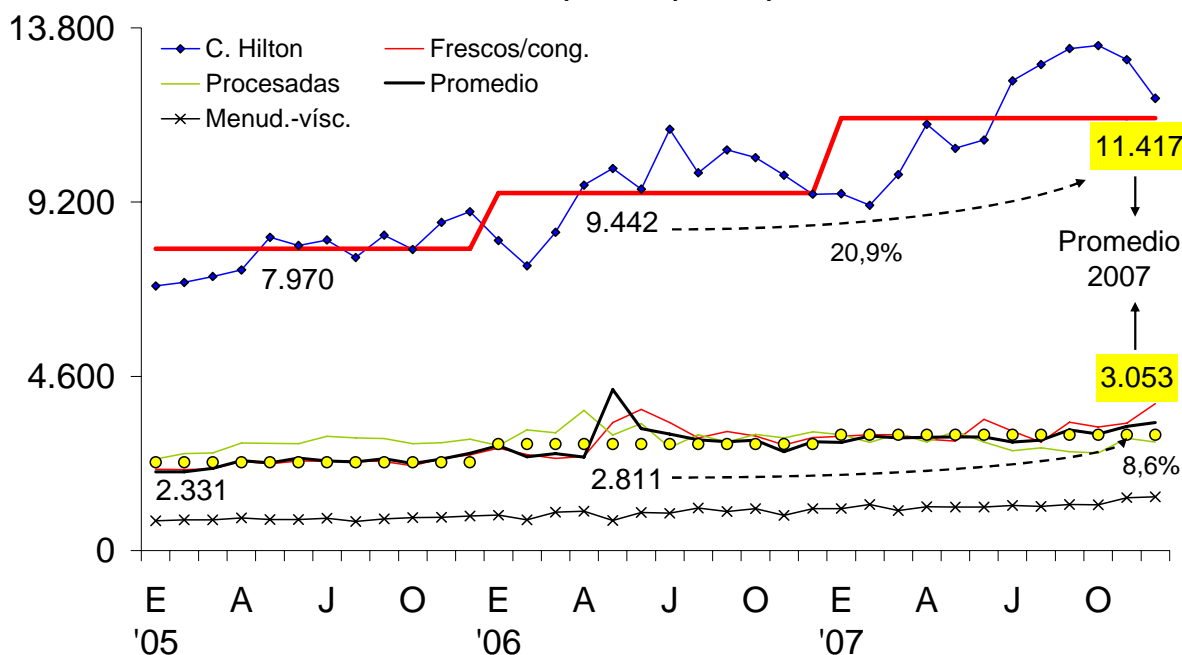 13.800
C. Hilton
Frescos/cong.
Procesadas
Promedio
Menud.-vísc.
11.417
9.200
9.442
20,9%
Promedio
2007
7.970
4.600
3.053
2.331
2.811
8,6%
0
E A J O E A J O E A J O
'05 '06 '07